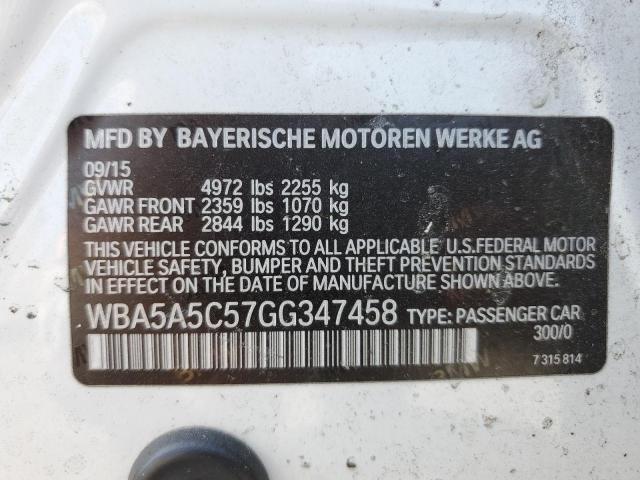 MFD BY BAYERISCHE MOTOREN WERKE AG
09/15
GVWR 4972 lbs 2255 kg
GAWR FRONT 2359 lbs 1070 kg
GAWR REAR 2844 lbs 1290 kg
THIS VEHICLE CONFORMS TO ALL APPLICABLE U.S.FEDERAL MOTOR
VEHICLE SAFETY, BUMPER AND THEFT PREVENTION STANDARDS
IN EFFECT ON THE DATE OF MANUFACTURE SHOWN ABOVE.
WBA5A5C57GG347458 TYPE: PASSENGER CAR
300/0
7 315 814